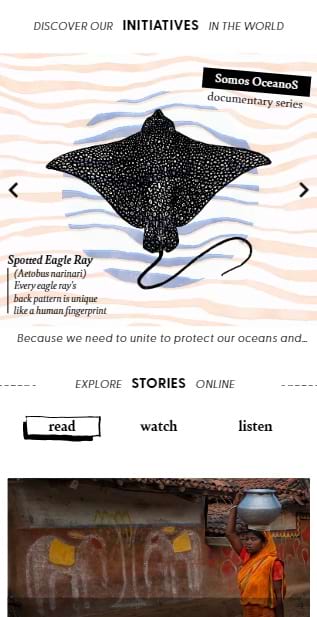 DISCOVER OUR INITIATIVES IN THE WORLD
Somos OceanoS
documentary series
Spotted Eagle Ray
(Aetobus narinari)
Every eagle ray's
back pattern is unique
like a human fingerprint
Because we need to unite to protect our oceans and...
EXPLORE STORIES ONLINE
read watch listen